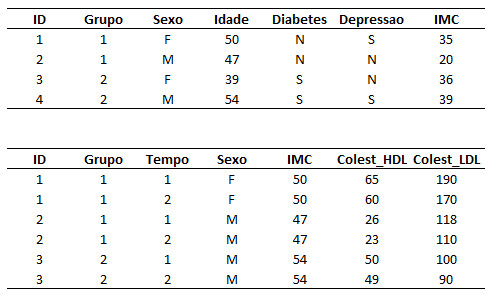 ID Grupo Sexo Idade Diabetes Depressao IMC
1 1 F 50 N S 35
2 1 M 47 N N 20
3 2 F 39 S N 36
4 2 M 54 S S 39
ID Grupo Tempo Sexo IMC Colest_HDL Colest_LDL
1 1 1 F 50 65 190
1 1 2 F 50 60 170
2 1 1 M 47 26 118
2 1 2 M 47 23 110
3 2 1 M 54 50 100
3 2 2 M 54 49 90